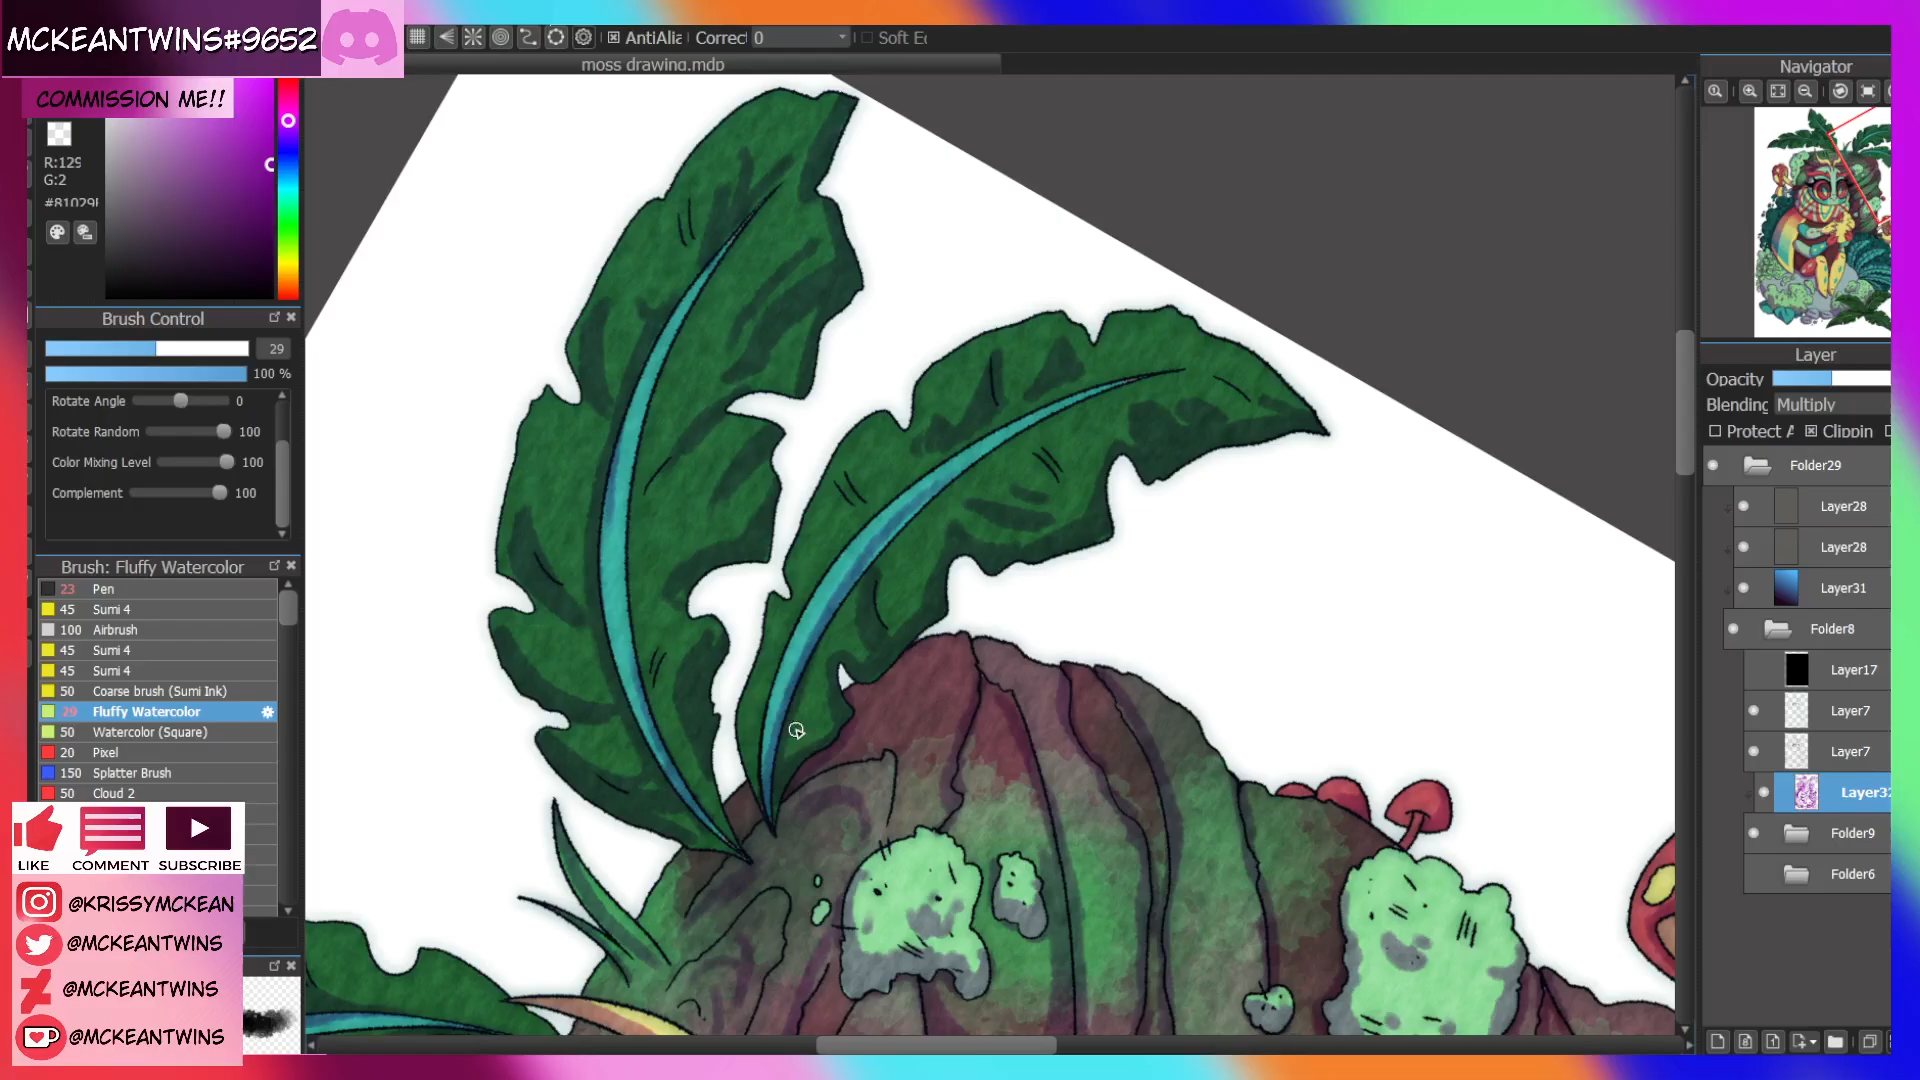 MCKEANTWINS#9652
COMMISSION ME!!
AntiAlia
Correct
0
Soft Ed
moss drawing.mdp
Navigator
R:129
G:2
Brush Control
29
100 %
Rotate Angle 0
Rotate Random 100
Color Mixing Level 100
Complement 100
Brush: Fluffy Watercolor
23 Pen
45 Sumi 4
100 Airbrush
45 Sumi 4
45 Sumi 4
50 Coarse brush (Sumi Ink)
29 Fluffy Watercolor
50 Watercolor (Square)
20 Pixel
150 Splatter Brush
50 Cloud 2
LIKE COMMENT SUBSCRIBE
@KRISSYMCKEAN
@MCKEANTWINS
@MCKEANTWINS
@MCKEANTWINS
Layer
Opacity
Blending Multiply
Protect A Clippin
Folder29
Layer28
Layer28
Layer31
Folder8
Layer17
Layer7
Layer7
Layer32
Folder9
Folder6